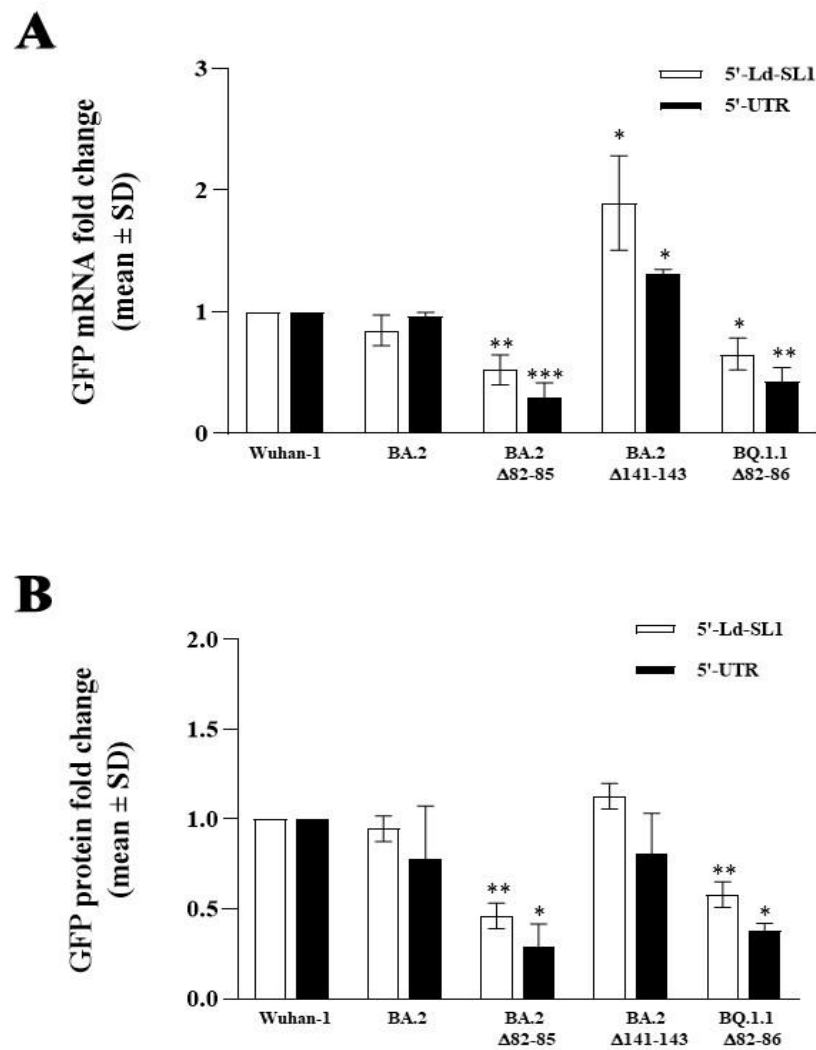 A
GFP mRNA fold change
(mean ± SD)
3
2
1
0
5'-Ld-SL1
5'-UTR
*
*
**
***
*
**
Wuhan-1
BA.2
BA.2
Δ82-85
BA.2
Δ141-143
BQ.1.1
Δ82-86
B
GFP protein fold change
(mean ± SD)
2.0
1.5
1.0
0.5
0.0
5'-Ld-SL1
5'-UTR
**
*
**
*
Wuhan-1
BA.2
BA.2
Δ82-85
BA.2
Δ141-143
BQ.1.1
Δ82-86